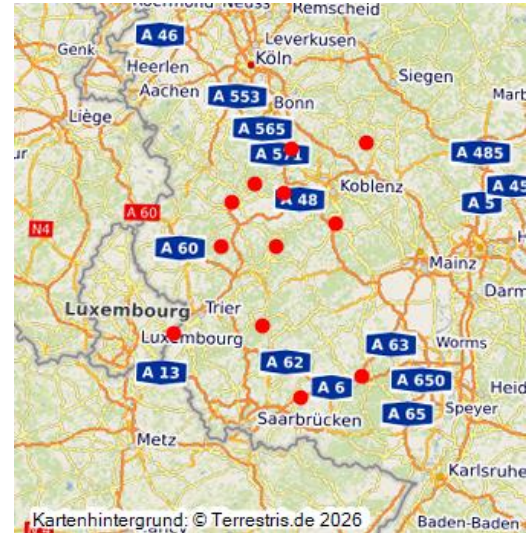 Remscheid
A 46
Leverkusen
Genk
Heerlen
Köln
Aachen
Siegen
A 553
Bonn
Liège
A 565
A 571
A 485
Koblenz
A 48
A 45
A 5
A 60
N4
A 60
Mainz
Luxembourg
Trier
Luxembourg
A 63
Worms
A 13
A 62
A 6
A 650
A 65
Speyer
Saarbrücken
Metz
Karlsruhe
Kartenhintergrund: © Terrestris.de 2026
Baden-Baden